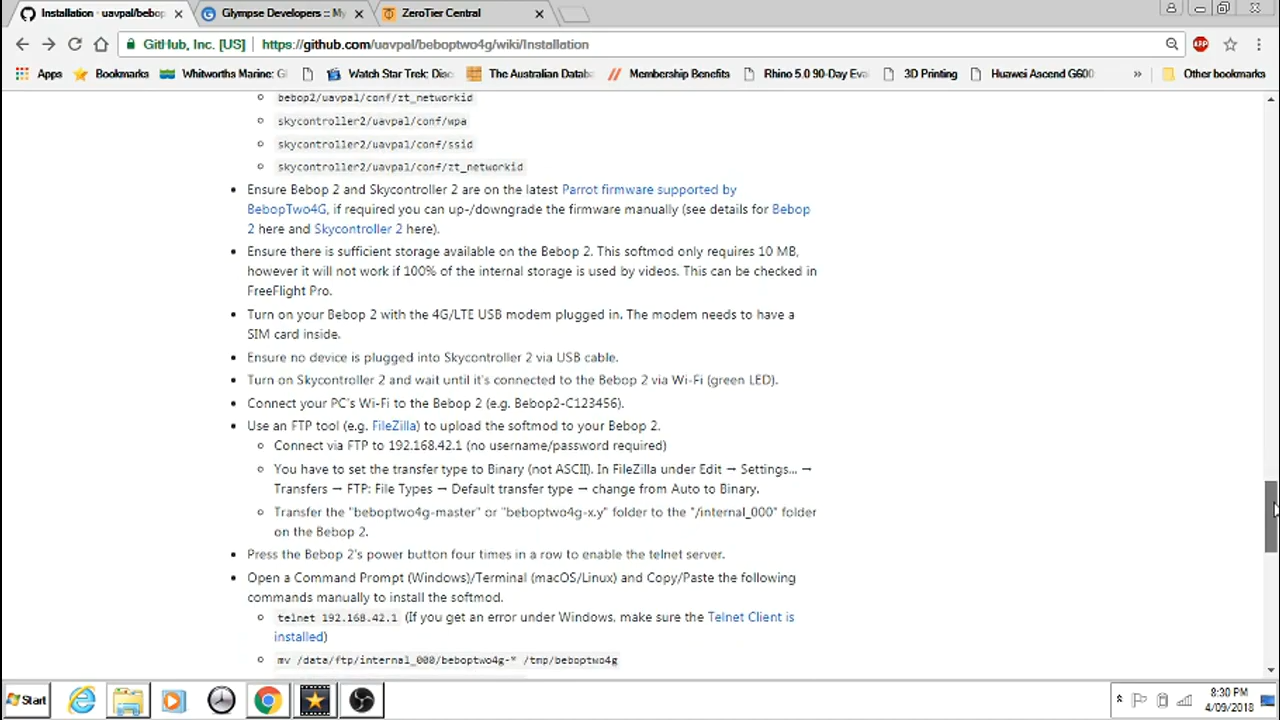 Installation · uavpal/bebop
Glympse Developers :: My
ZeroTier Central
GitHub, Inc. [US]
https://github.com/uavpal/beboptwo4g/wiki/Installation
ABP
Apps
Bookmarks
Whitworths Marine: Gl
Watch Star Trek: Disc
The Australian Datab
Membership Benefits
Rhino 5.0 90-Day Eva
3D Printing
Huawei Ascend G600
»
Other bookmarks
bebop2/uavpal/conf/zt_networkid
skycontroller2/uavpal/conf/wpa
skycontroller2/uavpal/conf/ssid
skycontroller2/uavpal/conf/zt_networkid
Ensure Bebop 2 and Skycontroller 2 are on the latest Parrot firmware supported by
BebopTwo4G, if required you can up-/downgrade the firmware manually (see details for Bebop
2 here and Skycontroller 2 here).
Ensure there is sufficient storage available on the Bebop 2. This softmod only requires 10 MB,
however it will not work if 100% of the internal storage is used by videos. This can be checked in
FreeFlight Pro.
Turn on your Bebop 2 with the 4G/LTE USB modem plugged in. The modem needs to have a
SIM card inside.
Ensure no device is plugged into Skycontroller 2 via USB cable.
Turn on Skycontroller 2 and wait until it's connected to the Bebop 2 via Wi-Fi (green LED).
Connect your PC's Wi-Fi to the Bebop 2 (e.g. Bebop2-C123456).
Use an FTP tool (e.g. FileZilla) to upload the softmod to your Bebop 2.
Connect via FTP to 192.168.42.1 (no username/password required)
You have to set the transfer type to Binary (not ASCII). In FileZilla under Edit → Settings... →
Transfers → FTP: File Types → Default transfer type → change from Auto to Binary.
Transfer the "beboptwo4g-master" or "beboptwo4g-x.y" folder to the "/internal_000" folder
on the Bebop 2.
Press the Bebop 2's power button four times in a row to enable the telnet server.
Open a Command Prompt (Windows)/Terminal (macOS/Linux) and Copy/Paste the following
commands manually to install the softmod.
telnet 192.168.42.1 (If you get an error under Windows, make sure the Telnet Client is
installed)
mv /data/ftp/internal_000/beboptwo4g-* /tmp/beboptwo4g
Start
8:30 PM
4/09/2018